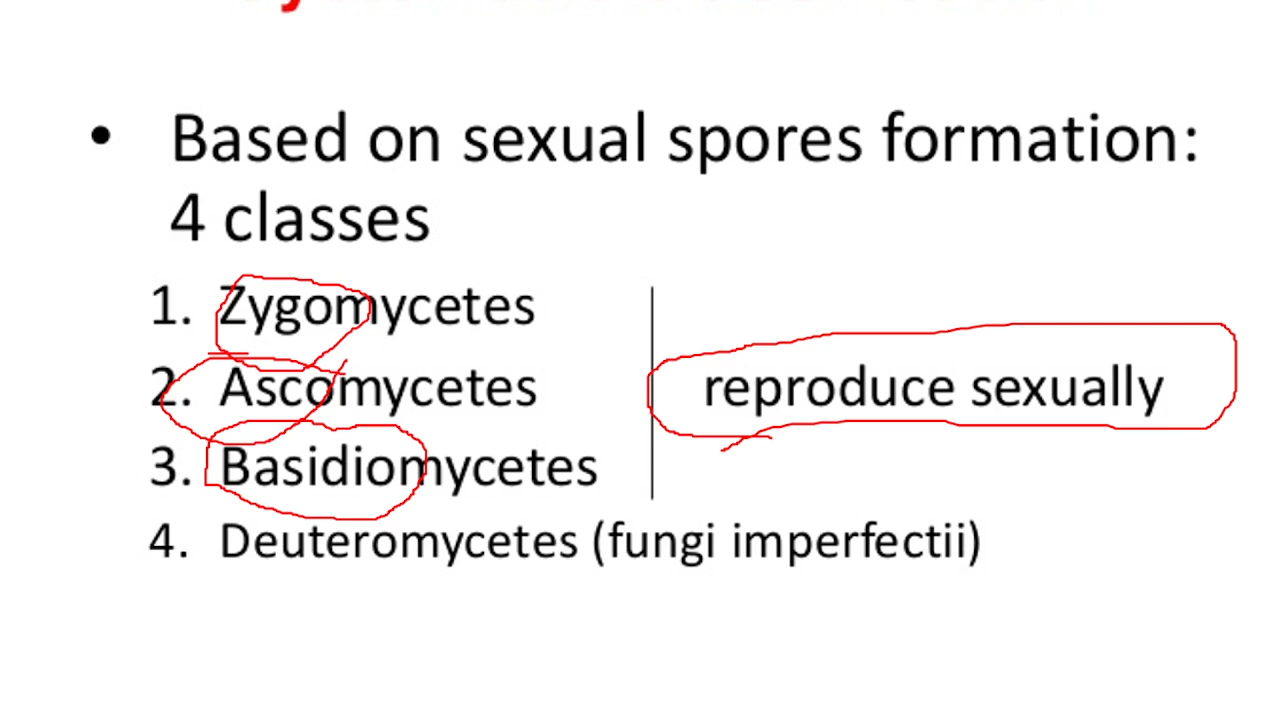 • Based on sexual spores formation:
4 classes
1. Zygomycetes
2. Ascomycetes
reproduce sexually
3. Basidiomycetes
4. Deuteromycetes (fungi imperfectii)